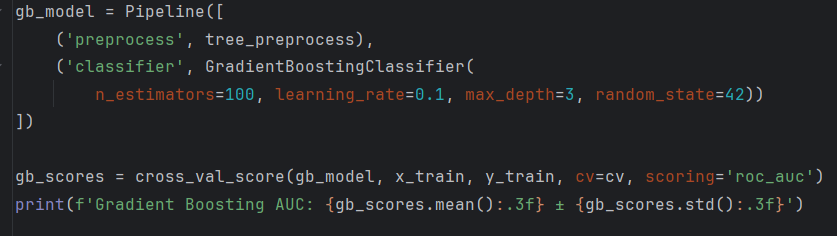 gb_model = Pipeline([
    ('preprocess', tree_preprocess),
    ('classifier', GradientBoostingClassifier(
        n_estimators=100, learning_rate=0.1, max_depth=3, random_state=42))
])

gb_scores = cross_val_score(gb_model, x_train, y_train, cv=cv, scoring='roc_auc')
print(f'Gradient Boosting AUC: {gb_scores.mean():.3f} ± {gb_scores.std():.3f}')